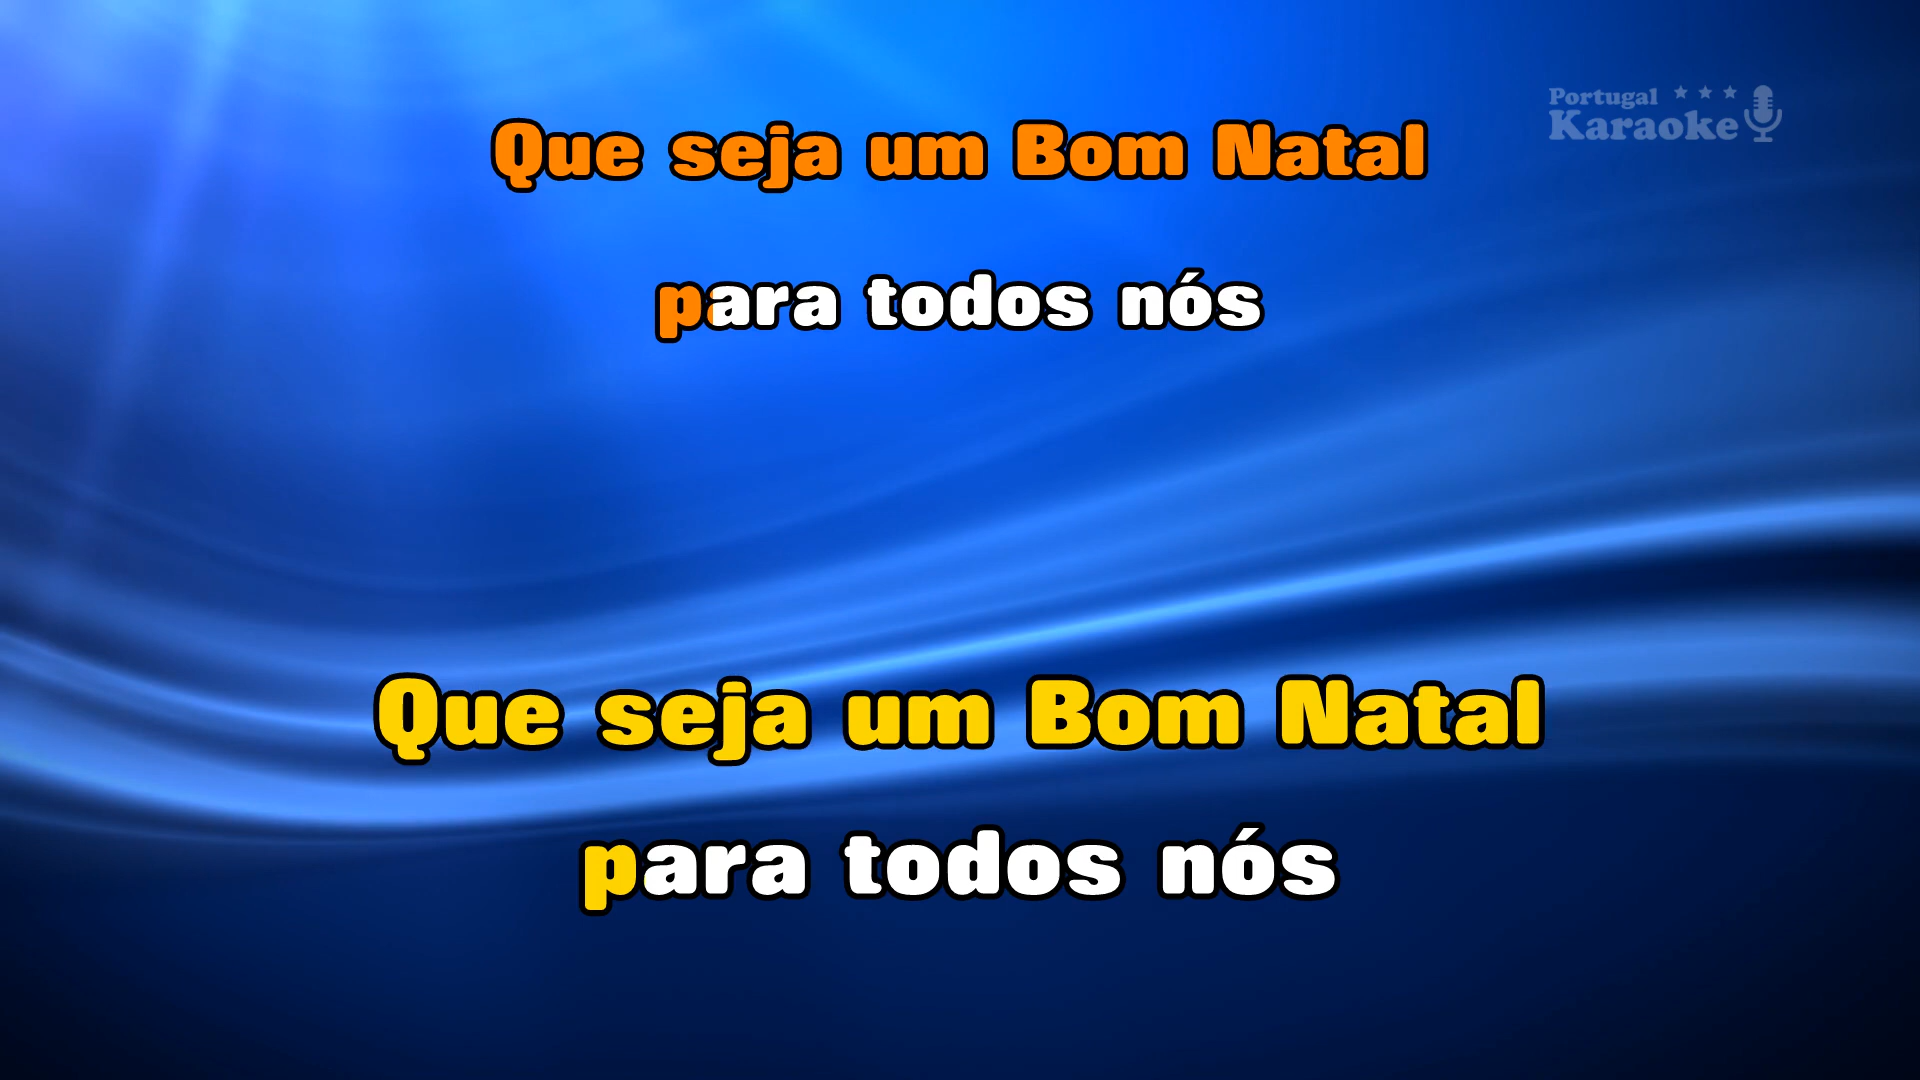 Portugal
Karaoke
Que seja um Bom Natal
para todos nós
Que seja um Bom Natal
para todos nós